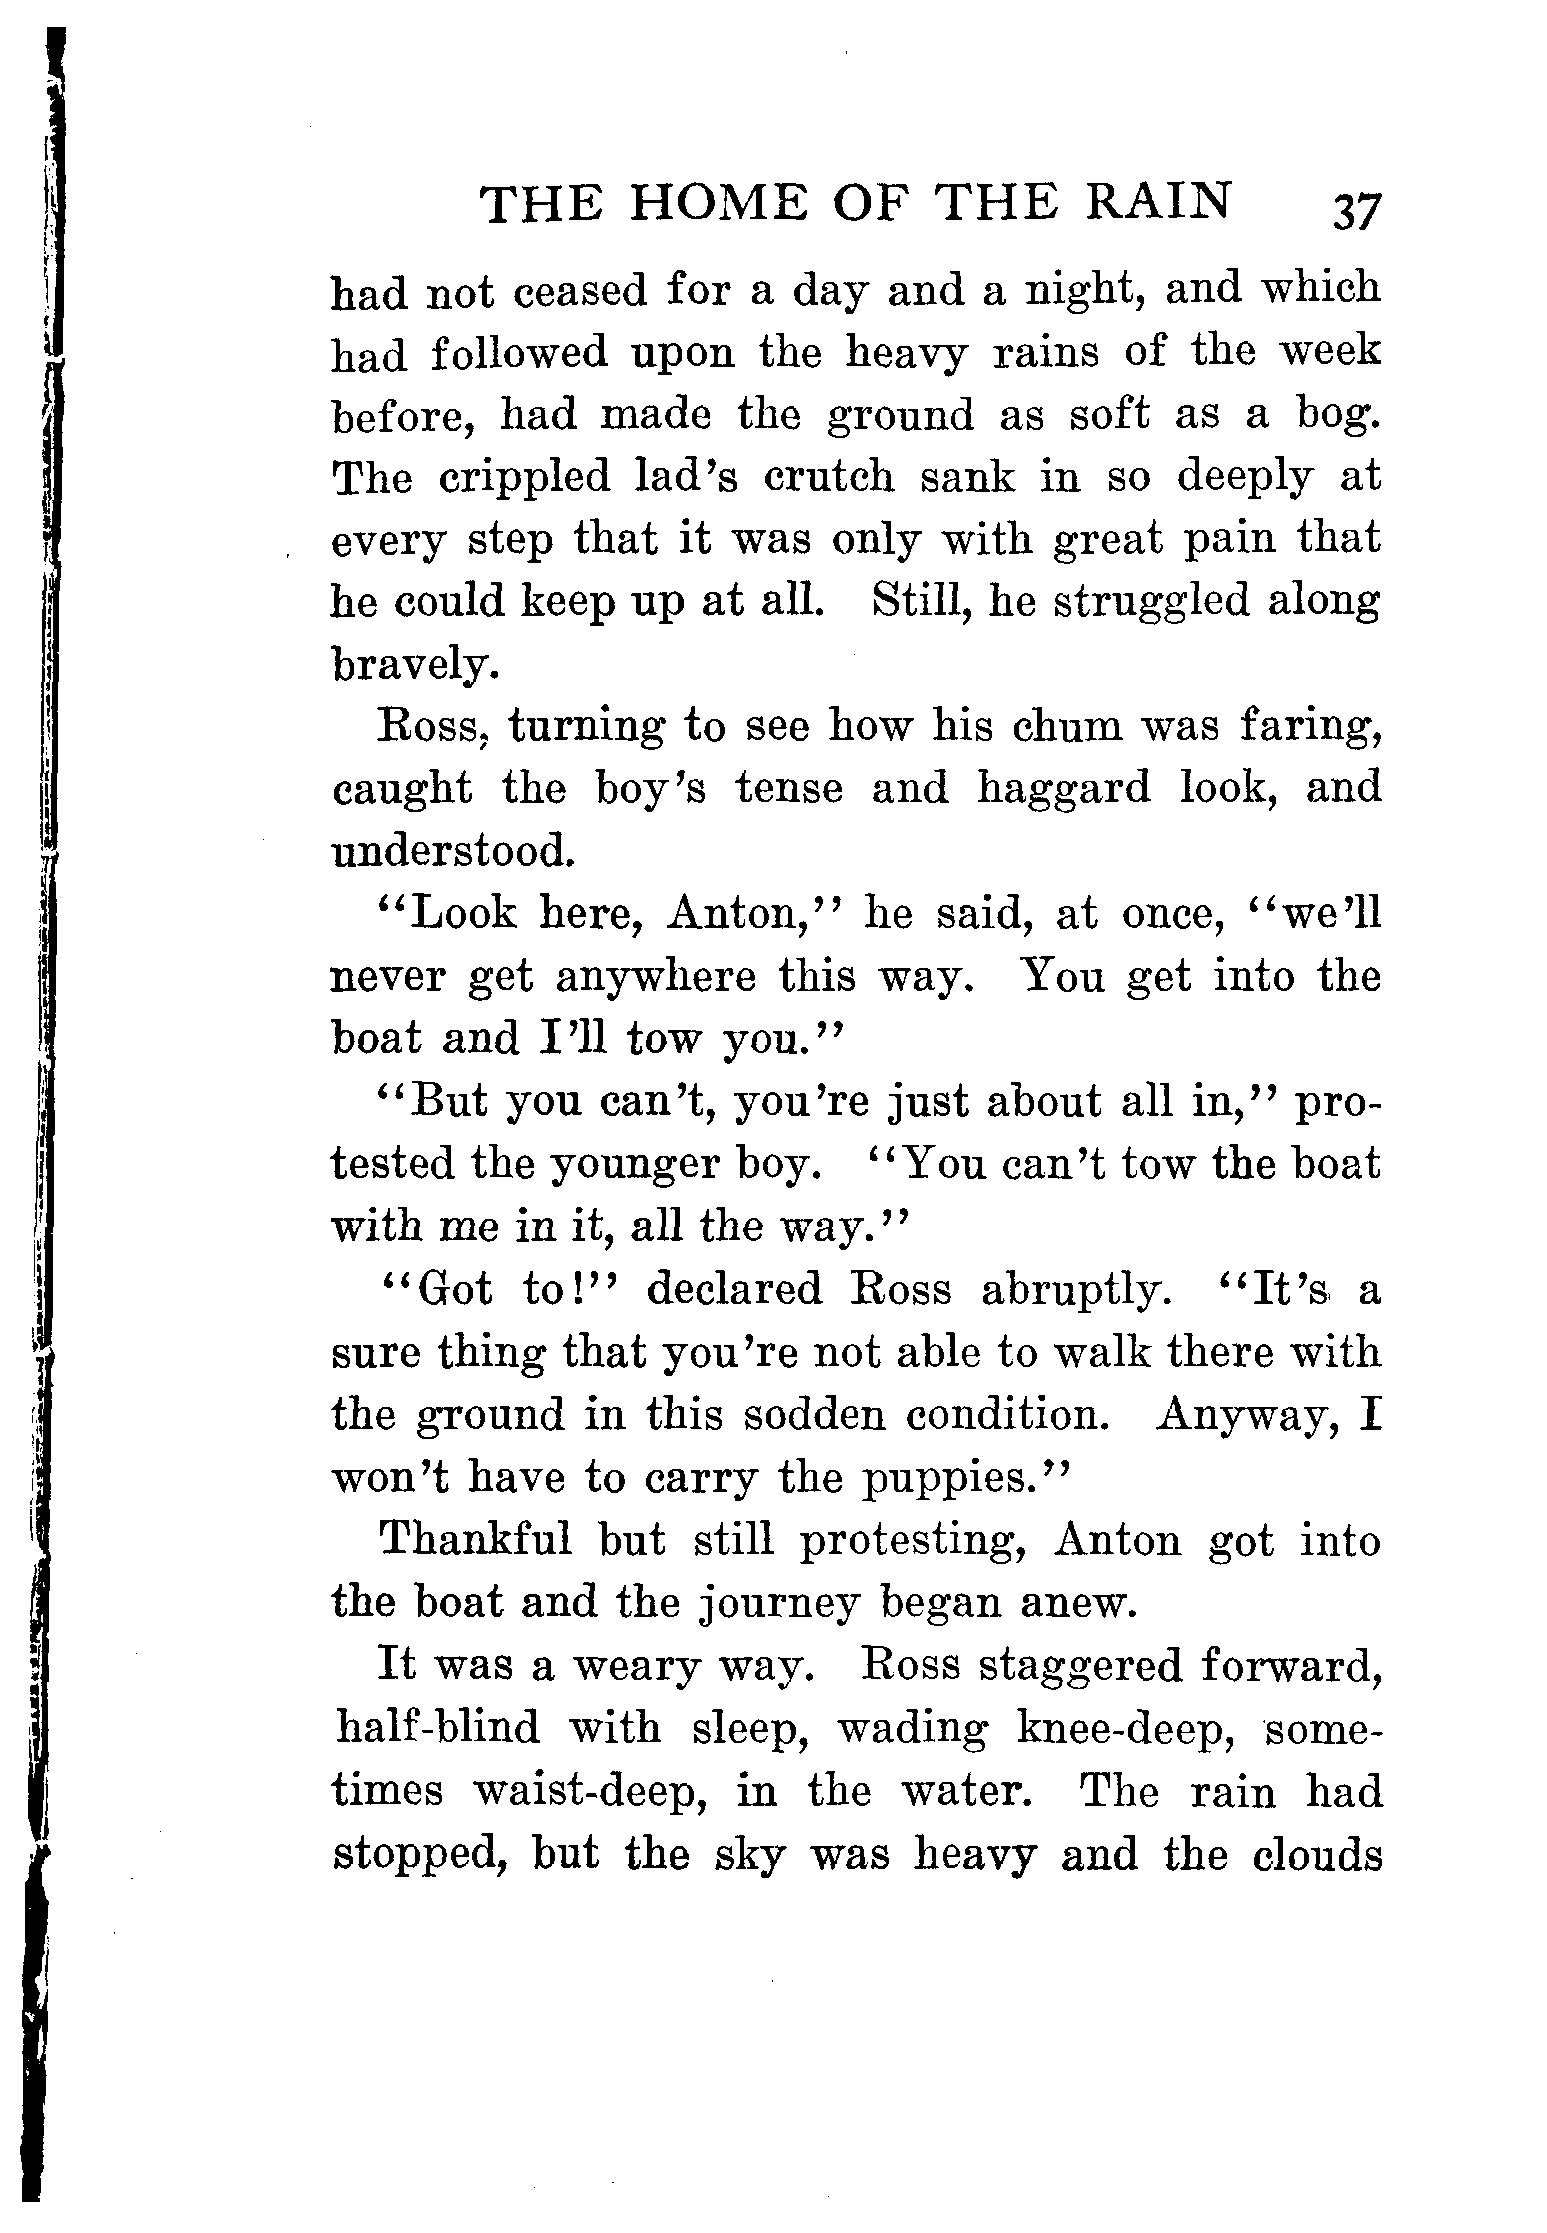 THE HOME OF THE RAIN 37
had not ceased for a day and a night, and which
had followed upon the heavy rains of the week
before, had made the ground as soft as a bog.
The crippled lad's crutch sank in so deeply at
every step that it was only with great pain that
he could keep up at all. Still, he struggled along
bravely.
Ross, turning to see how his chum was faring,
caught the boy's tense and haggard look, and
understood.
"Look here, Anton," he said, at once, "we'll
never get anywhere this way. You get into the
boat and I'll tow you."
"But you can't, you're just about all in," pro-
tested the younger boy. "You can't tow the boat
with me in it, all the way."
"Got to!" declared Ross abruptly. "It's a
sure thing that you're not able to walk there with
the ground in this sodden condition. Anyway, I
won't have to carry the puppies."
Thankful but still protesting, Anton got into
the boat and the journey began anew.
It was a weary way. Ross staggered forward,
half-blind with sleep, wading knee-deep, some-
times waist-deep, in the water. The rain had
stopped, but the sky was heavy and the clouds